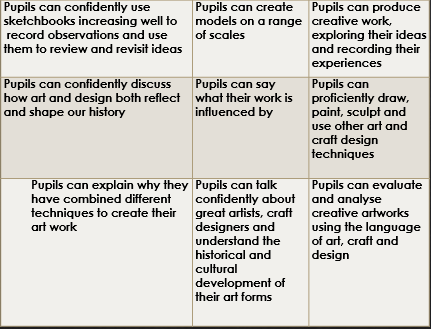 Pupils can confidently use
sketchbooks increasing well to
record observations and use
them to review and revisit ideas
Pupils can create
models on a range
of scales
Pupils can produce
creative work,
exploring their ideas
and recording their
experiences
Pupils can confidently discuss
how art and design both reflect
and shape our history
Pupils can say
what their work is
influenced by
Pupils can
proficiently draw,
paint, sculpt and
use other art and
craft design
techniques
Pupils can explain why they
have combined different
techniques to create their
art work
Pupils can talk
confidently about
great artists, craft
designers and
understand the
historical and
cultural
development of
their art forms
Pupils can evaluate
and analyse
creative artworks
using the language
of art, craft and
design